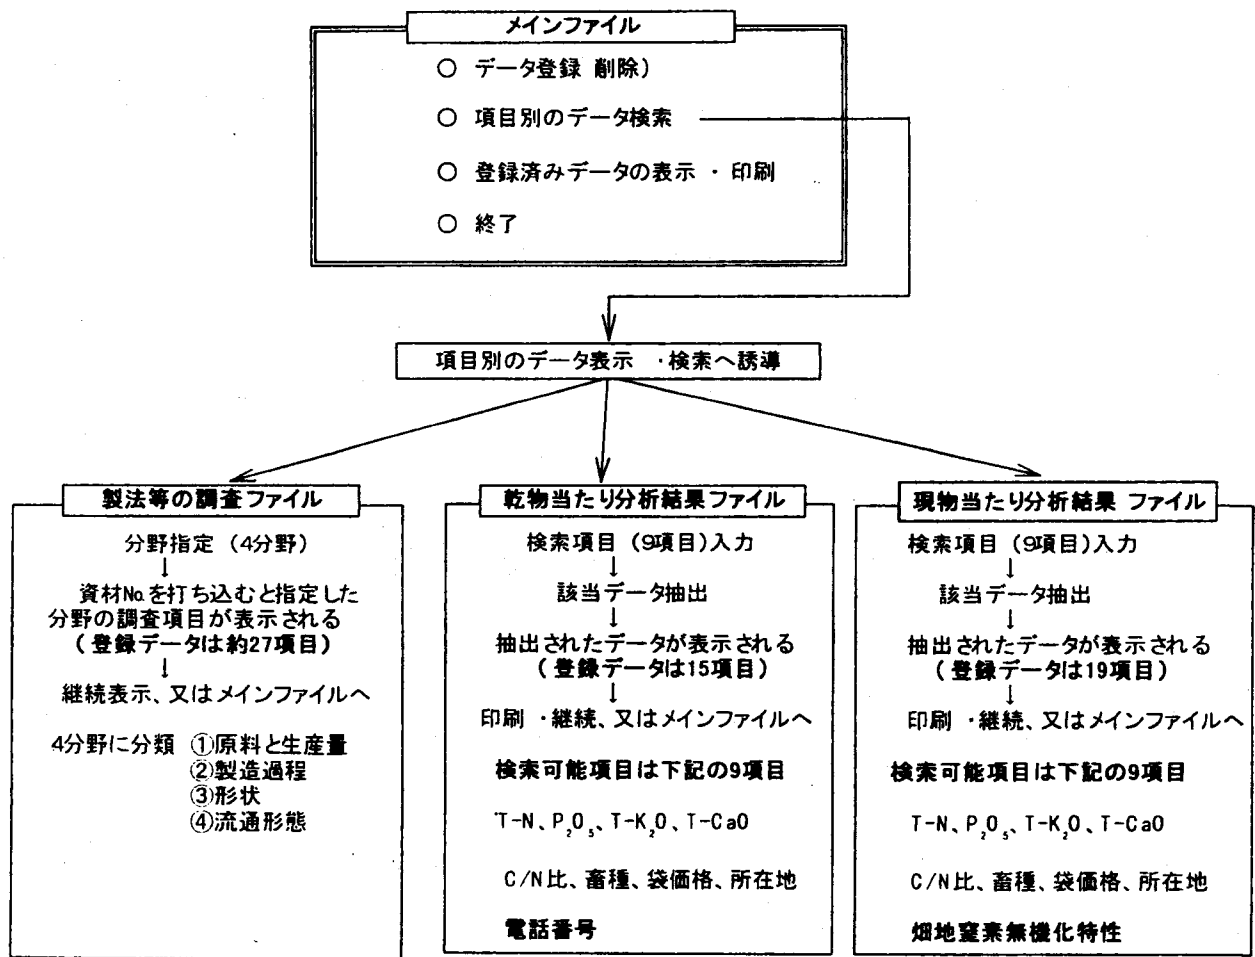 メインファイル
○ データ登録 削除)
○ 項目別のデータ検索
○ 登録済みデータの表示 ・ 印刷
○ 終了
項目別のデータ表示 ・検索へ誘導
製法等の調査ファイル
分野指定 (4分野)
↓
資材No.を打ち込むと指定した
分野の調査項目が表示される
(登録データは約27項目)
↓
継続表示、又はメインファイルへ
4分野に分類 ①原料と生産量
②製造過程
③形状
④流通形態
乾物当たり分析結果ファイル
検索項目 (9項目)入力
↓
該当データ抽出
↓
抽出されたデータが表示される
(登録データは15項目)
↓
印刷 ・継続、又はメインファイルへ
検索可能項目は下記の9項目
T-N、P₂O₅、T-K₂O、T-CaO
C/N比、畜種、袋価格、所在地
電話番号
現物当たり分析結果 ファイル
検索項目 (9項目)入力
↓
該当データ抽出
↓
抽出されたデータが表示される
(登録データは19項目)
↓
印刷 ・継続、又はメインファイルへ
検索可能項目は下記の9項目
T-N、P₂O₅、T-K₂O、T-CaO
C/N比、畜種、袋価格、所在地
畑地窒素無機化特性